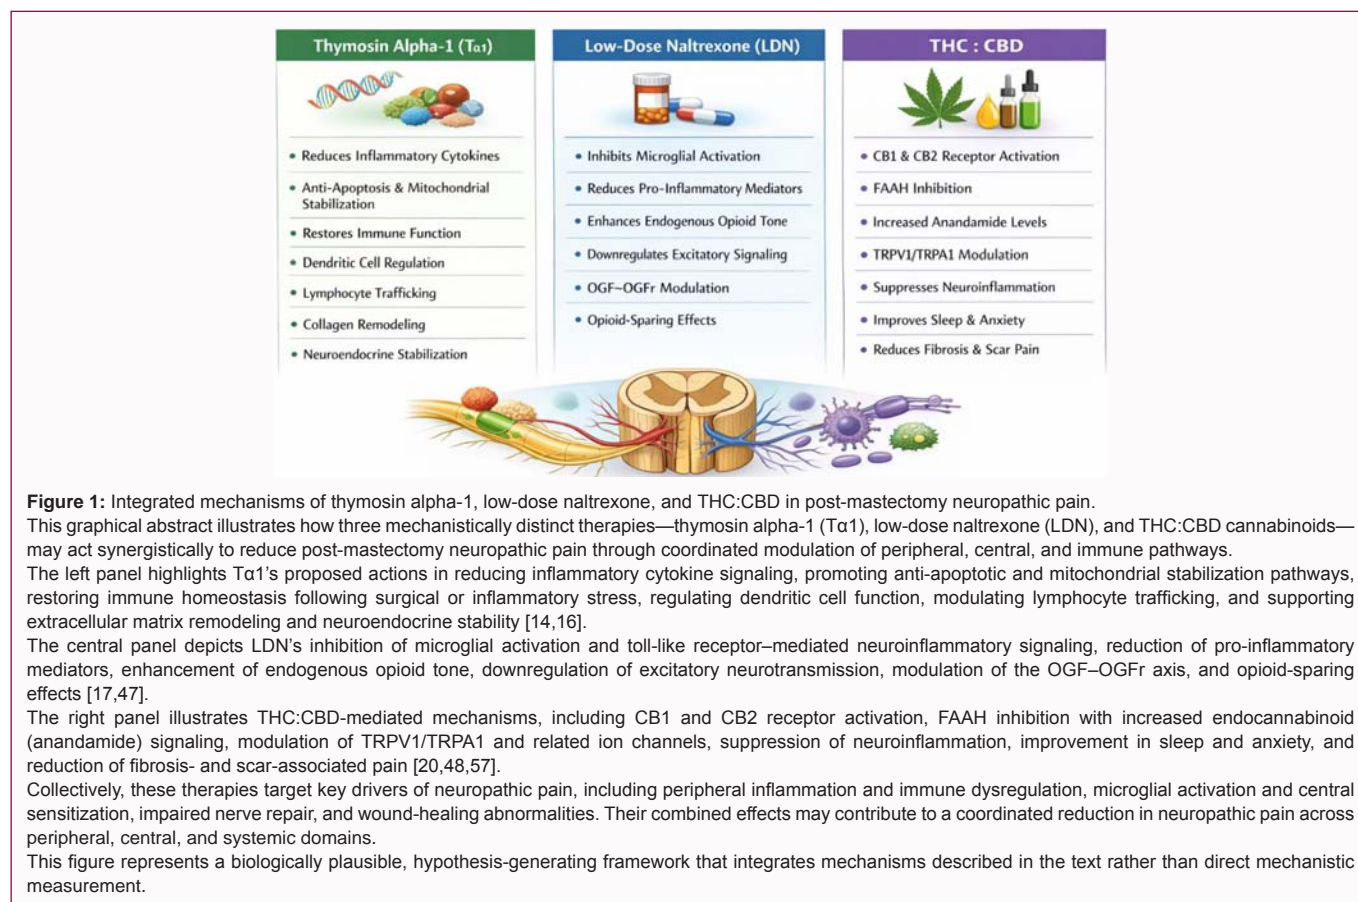 Thymosin Alpha-1 (Tα1)
• Reduces Inflammatory Cytokines
• Anti-Apoptosis & Mitochondrial
Stabilization
• Restores Immune Function
• Dendritic Cell Regulation
• Lymphocyte Trafficking
• Collagen Remodeling
• Neuroendocrine Stabilization
Low-Dose Naltrexone (LDN)
• Inhibits Microglial Activation
• Reduces Pro-Inflammatory Mediators
• Enhances Endogenous Opioid Tone
• Downregulates Excitatory Signaling
• OGF–OGFr Modulation
• Opioid-Sparing Effects
THC : CBD
• CB1 & CB2 Receptor Activation
• FAAH Inhibition
• Increased Anandamide Levels
• TRPV1/TRPA1 Modulation
• Suppresses Neuroinflammation
• Improves Sleep & Anxiety
• Reduces Fibrosis & Scar Pain
Figure 1: Integrated mechanisms of thymosin alpha-1, low-dose naltrexone, and THC:CBD in post-mastectomy neuropathic pain.
This graphical abstract illustrates how three mechanistically distinct therapies—thymosin alpha-1 (Tα1), low-dose naltrexone (LDN), and THC:CBD cannabinoids—
may act synergistically to reduce post-mastectomy neuropathic pain through coordinated modulation of peripheral, central, and immune pathways.
The left panel highlights Tα1's proposed actions in reducing inflammatory cytokine signaling, promoting anti-apoptotic and mitochondrial stabilization pathways,
restoring immune homeostasis following surgical or inflammatory stress, regulating dendritic cell function, modulating lymphocyte trafficking, and supporting
extracellular matrix remodeling and neuroendocrine stability [14,16].
The central panel depicts LDN's inhibition of microglial activation and toll-like receptor–mediated neuroinflammatory signaling, reduction of pro-inflammatory
mediators, enhancement of endogenous opioid tone, downregulation of excitatory neurotransmission, modulation of the OGF–OGFr axis, and opioid-sparing
effects [17,47].
The right panel illustrates THC:CBD-mediated mechanisms, including CB1 and CB2 receptor activation, FAAH inhibition with increased endocannabinoid
(anandamide) signaling, modulation of TRPV1/TRPA1 and related ion channels, suppression of neuroinflammation, improvement in sleep and anxiety, and
reduction of fibrosis- and scar-associated pain [20,48,57].
Collectively, these therapies target key drivers of neuropathic pain, including peripheral inflammation and immune dysregulation, microglial activation and central
sensitization, impaired nerve repair, and wound-healing abnormalities. Their combined effects may contribute to a coordinated reduction in neuropathic pain across
peripheral, central, and systemic domains.
This figure represents a biologically plausible, hypothesis-generating framework that integrates mechanisms described in the text rather than direct mechanistic
measurement.